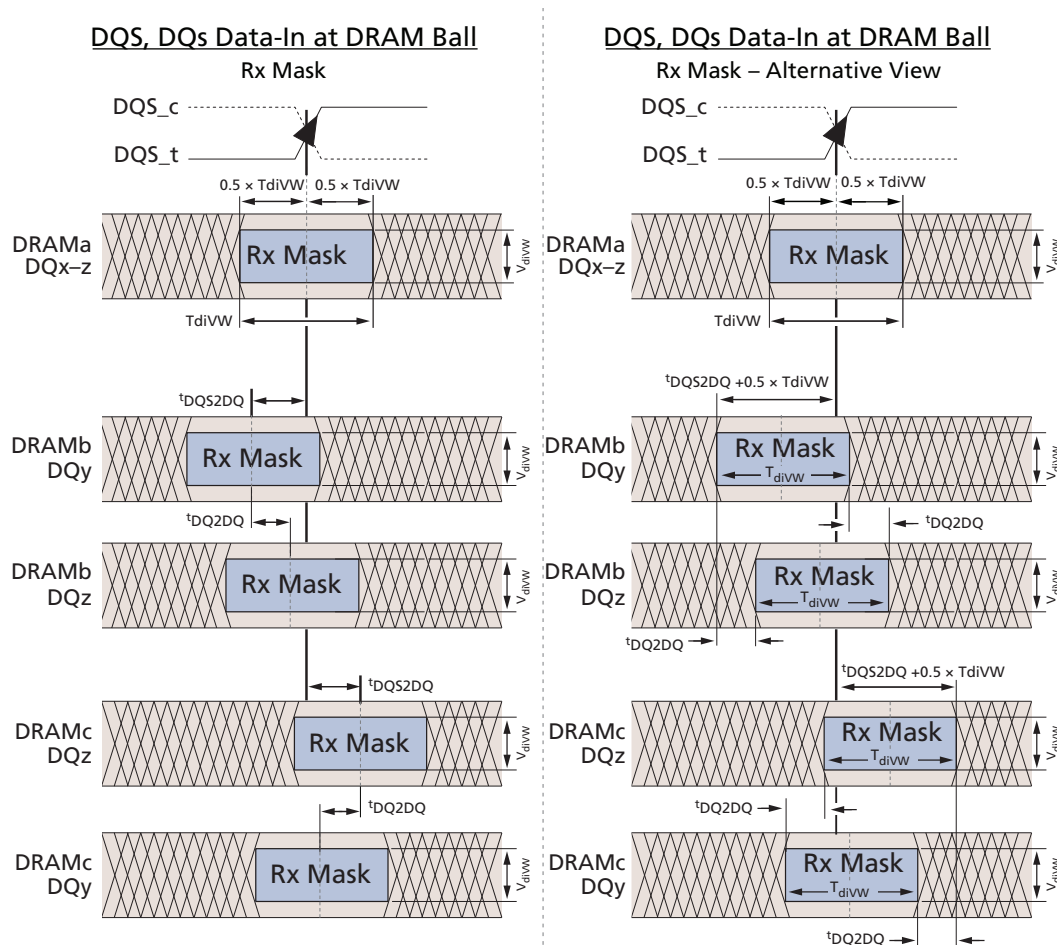 DQS, DQs Data-In at DRAM Ball
Rx Mask
DQS_c
DQS_t
0.5 × TdiVW 0.5 × TdiVW
DRAMa
DQx–z
Rx Mask
VdiVW
TdiVW
tDQS2DQ
DRAMb
DQy
Rx Mask
VdiVW
tDQ2DQ
DRAMb
DQz
Rx Mask
VdiVW
tDQS2DQ
DRAMc
DQz
Rx Mask
VdiVW
tDQ2DQ
DRAMc
DQy
Rx Mask
VdiVW
DQS, DQs Data-In at DRAM Ball
Rx Mask – Alternative View
DQS_c
DQS_t
0.5 × TdiVW 0.5 × TdiVW
DRAMa
DQx–z
Rx Mask
VdiVW
TdiVW
tDQS2DQ +0.5 × TdiVW
DRAMb
DQy
Rx Mask
TdiVW
VdiVW
tDQ2DQ
DRAMb
DQz
Rx Mask
TdiVW
VdiVW
tDQ2DQ
tDQS2DQ +0.5 × TdiVW
DRAMc
DQz
Rx Mask
TdiVW
VdiVW
tDQ2DQ
DRAMc
DQy
Rx Mask
TdiVW
VdiVW
tDQ2DQ